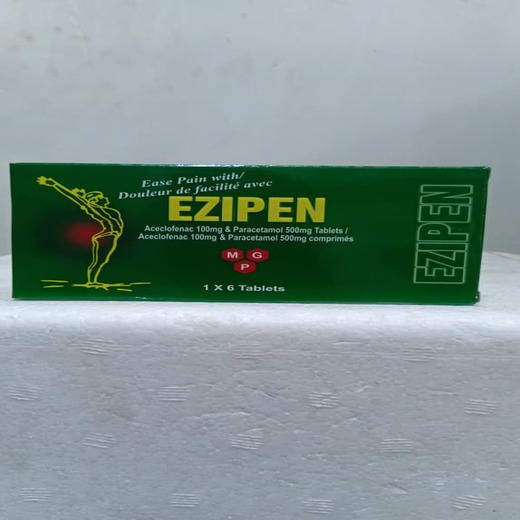 Ease Pain with/
Douleur de facilité avec
EZIPEN
Aceclofenac 100mg & Paracetamol 500mg Tablets /
Aceclofenac 100mg & Paracetamol 500mg comprimés
M G
P
1 X 6 Tablets
EZIPEN